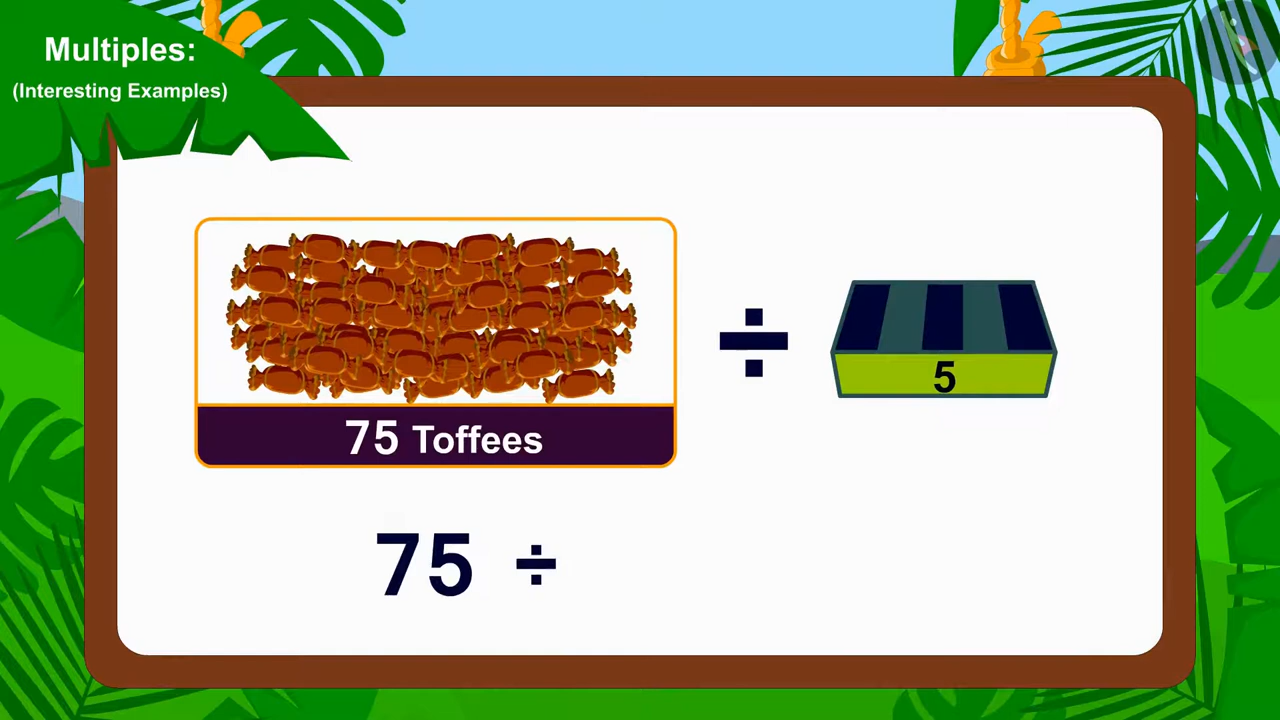 Multiples:
(Interesting Examples)
÷
5
75 Toffees
75 ÷